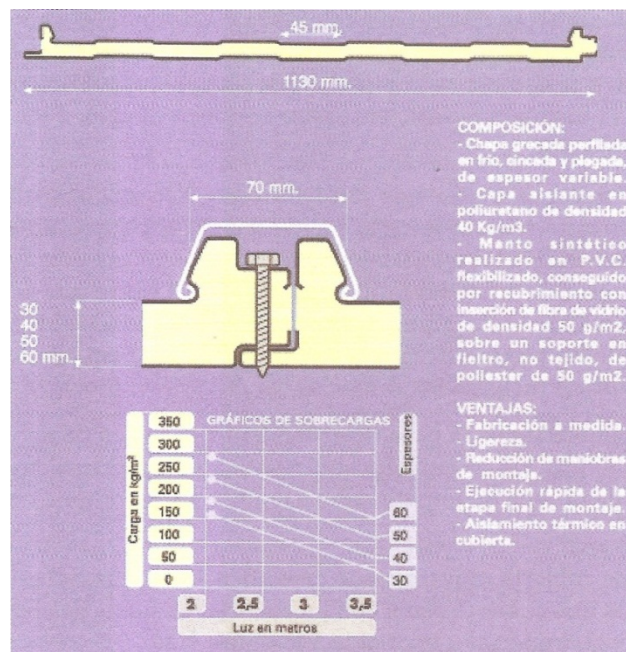 45 mm.
1130 mm.
COMPOSICIÓN:
- Chapa grecada perfilada
en frio, cincada y plegada,
de espesor variable.
- Capa aislante en
poliuretano de densidad
40 Kg/m3.
- Manto sintético
realizado en P.V.C.
flexibilizado, conseguido
por recubrimiento con
inserción de fibra de vidrio
de densidad 50 g/m2,
sobre un soporte en
fieltro, no tejido, de
poliester de 50 g/m2.
VENTAJAS:
- Fabricación a medida.
- Ligereza.
- Reducción de maniobras
de montaje.
- Ejecución rápida de la
etapa final de montaje.
- Aislamiento térmico en
cubierta.
70 mm.
30
40
50
60 mm.
GRÁFICOS DE SOBRECARGAS
Carga en kg/m²
350
300
250
200
150
100
50
0
Espesores
60
50
40
30
2 2,5 3 3,5
Luz en metros